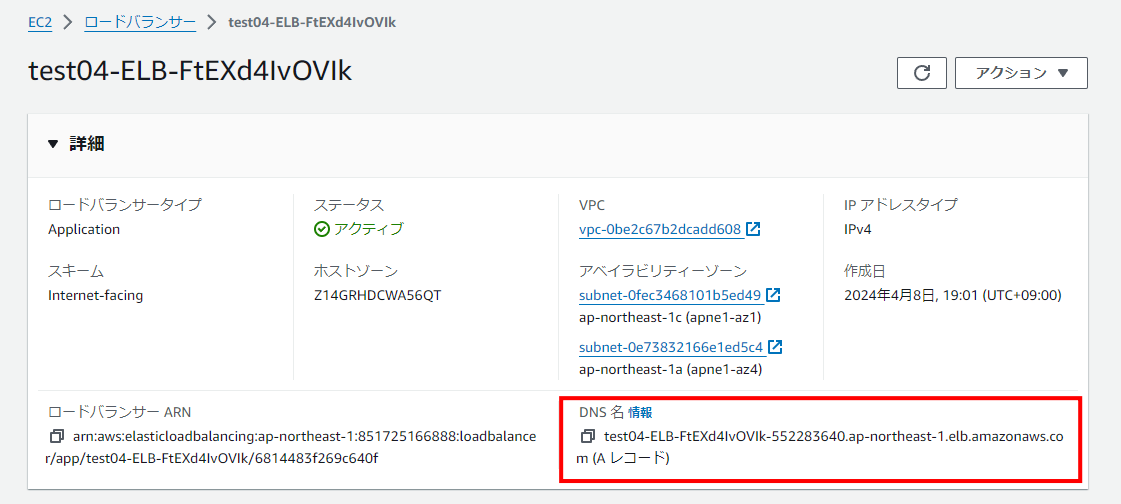 EC2 > ロードバランサー > test04-ELB-FtEXd4IvOVIk
test04-ELB-FtEXd4IvOVIk
アクション ▼
▼ 詳細
ロードバランサータイプ
Application
ステータス
アクティブ
VPC
vpc-0be2c67b2dcadd608
IP アドレスタイプ
IPv4
スキーム
Internet-facing
ホストゾーン
Z14GRHDCWA56QT
アベイラビリティーゾーン
subnet-0fec3468101b5ed49
ap-northeast-1c (apne1-az1)
subnet-0e73832166e1ed5c4
ap-northeast-1a (apne1-az4)
作成日
2024年4月8日, 19:01 (UTC+09:00)
ロードバランサー ARN
arn:aws:elasticloadbalancing:ap-northeast-1:851725166888:loadbalance
r/app/test04-ELB-FtEXd4IvOVIk/6814483f269c640f
DNS 名 情報
test04-ELB-FtEXd4IvOVIk-552283640.ap-northeast-1.elb.amazonaws.co
m (A レコード)